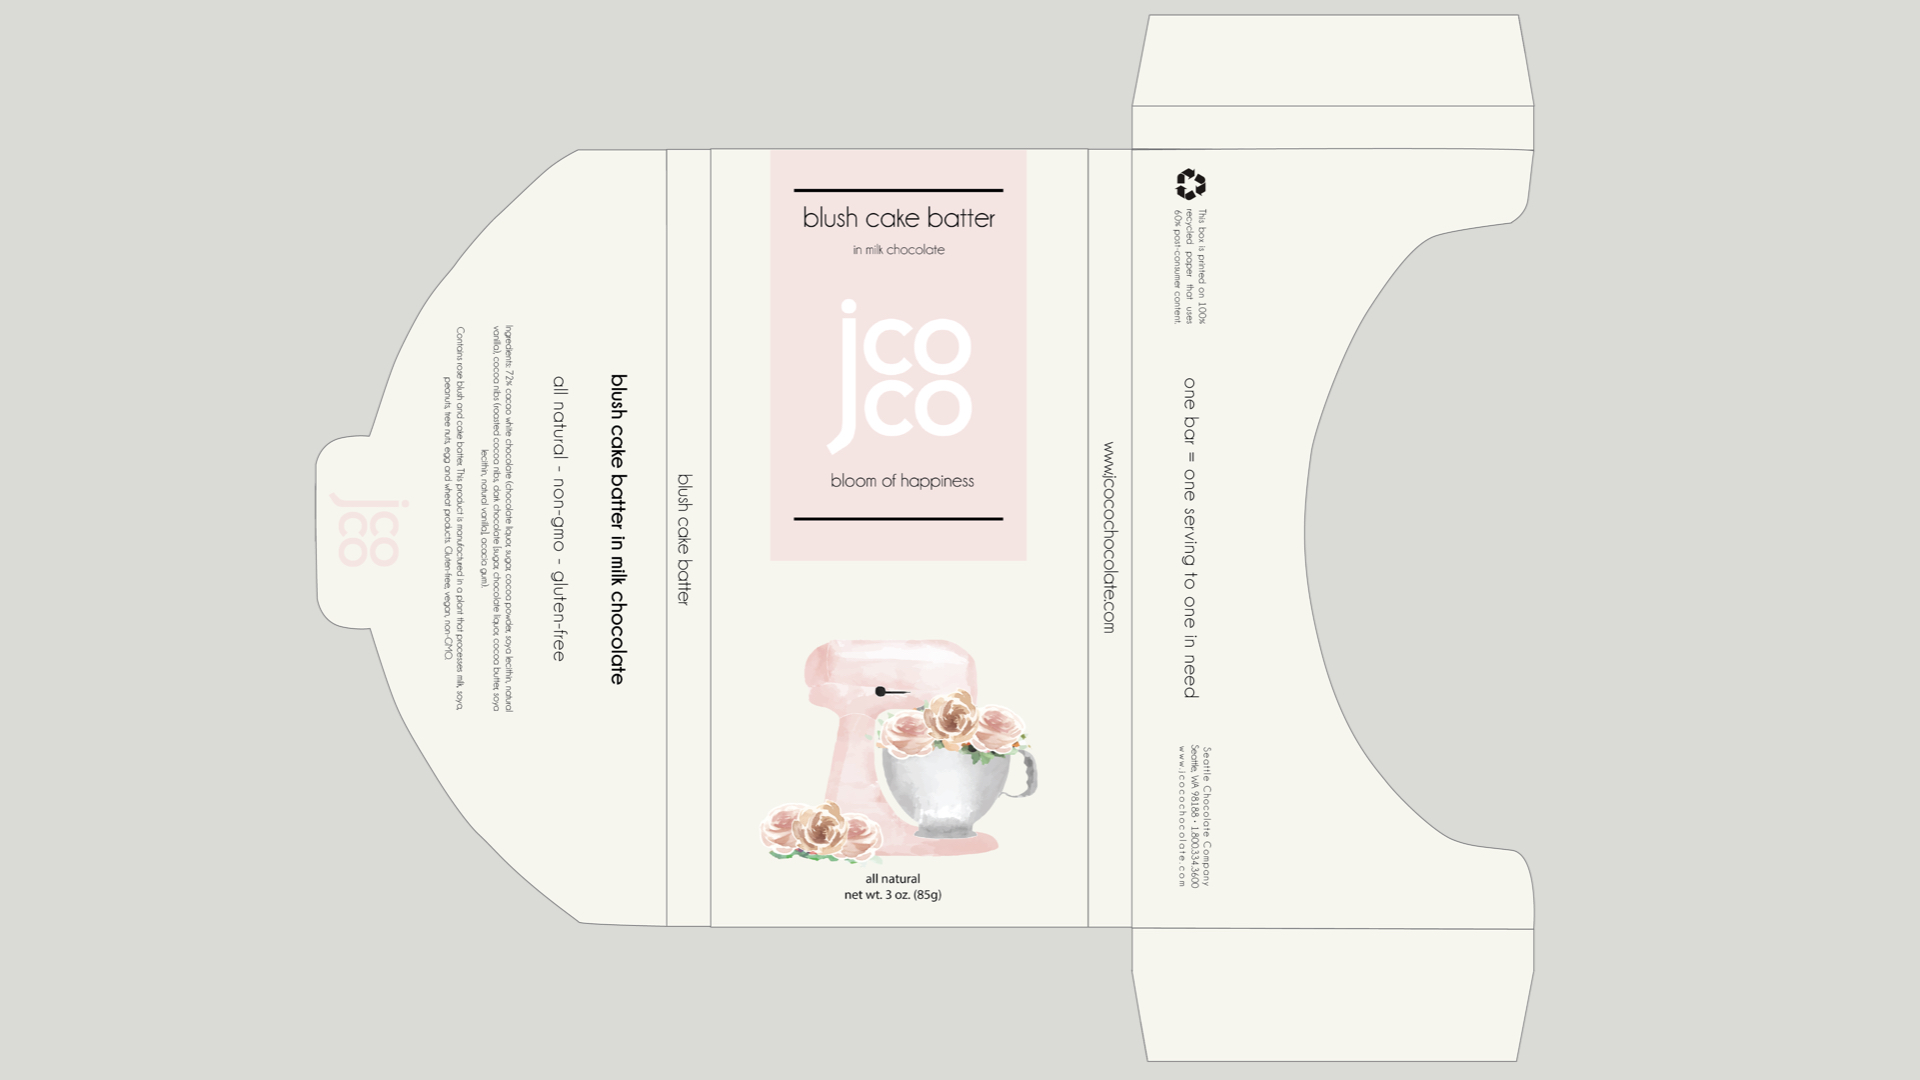 jco
co
Contains rose blush and cake batter. This product is manufactured in a plant that processes milk, soya,
peanuts, tree nuts, egg and wheat products. Gluten-free, vegan, non-GMO.
Ingredients: 72% cacao white chocolate (chocolate liquor, sugar, cocoa powder, soya lecithin, natural
vanilla), cocoa nibs (roasted cocoa nibs, dark chocolate [sugar, chocolate liquor, cocoa butter, soya
lecithin, natural vanilla], acacia gum).
all natural - non-gmo - gluten-free
blush cake batter in milk chocolate
blush cake batter
blush cake batter
in milk chocolate
jco
co
bloom of happiness
all natural
net wt. 3 oz. (85g)
www.jcocochocolate.com
This box is printed on 100%
recycled paper that uses
60% post-consumer content.
one bar = one serving to one in need
Seattle Chocolate Company
Seattle, WA 98188 • 1.800.334.3600
www.jcocochocolate.com